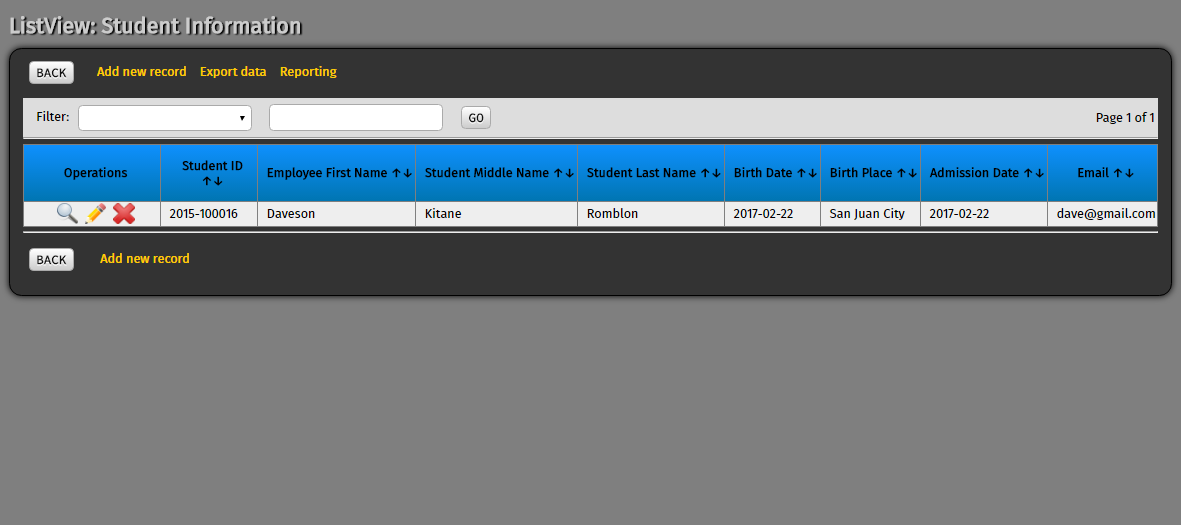 ListView: Student Information
BACK Add new record Export data Reporting
Filter: GO Page 1 of 1
Operations Student ID ↑↓ Employee First Name ↑↓ Student Middle Name ↑↓ Student Last Name ↑↓ Birth Date ↑↓ Birth Place ↑↓ Admission Date ↑↓ Email ↑↓
2015-100016 Daveson Kitane Romblon 2017-02-22 San Juan City 2017-02-22 dave@gmail.com
BACK Add new record